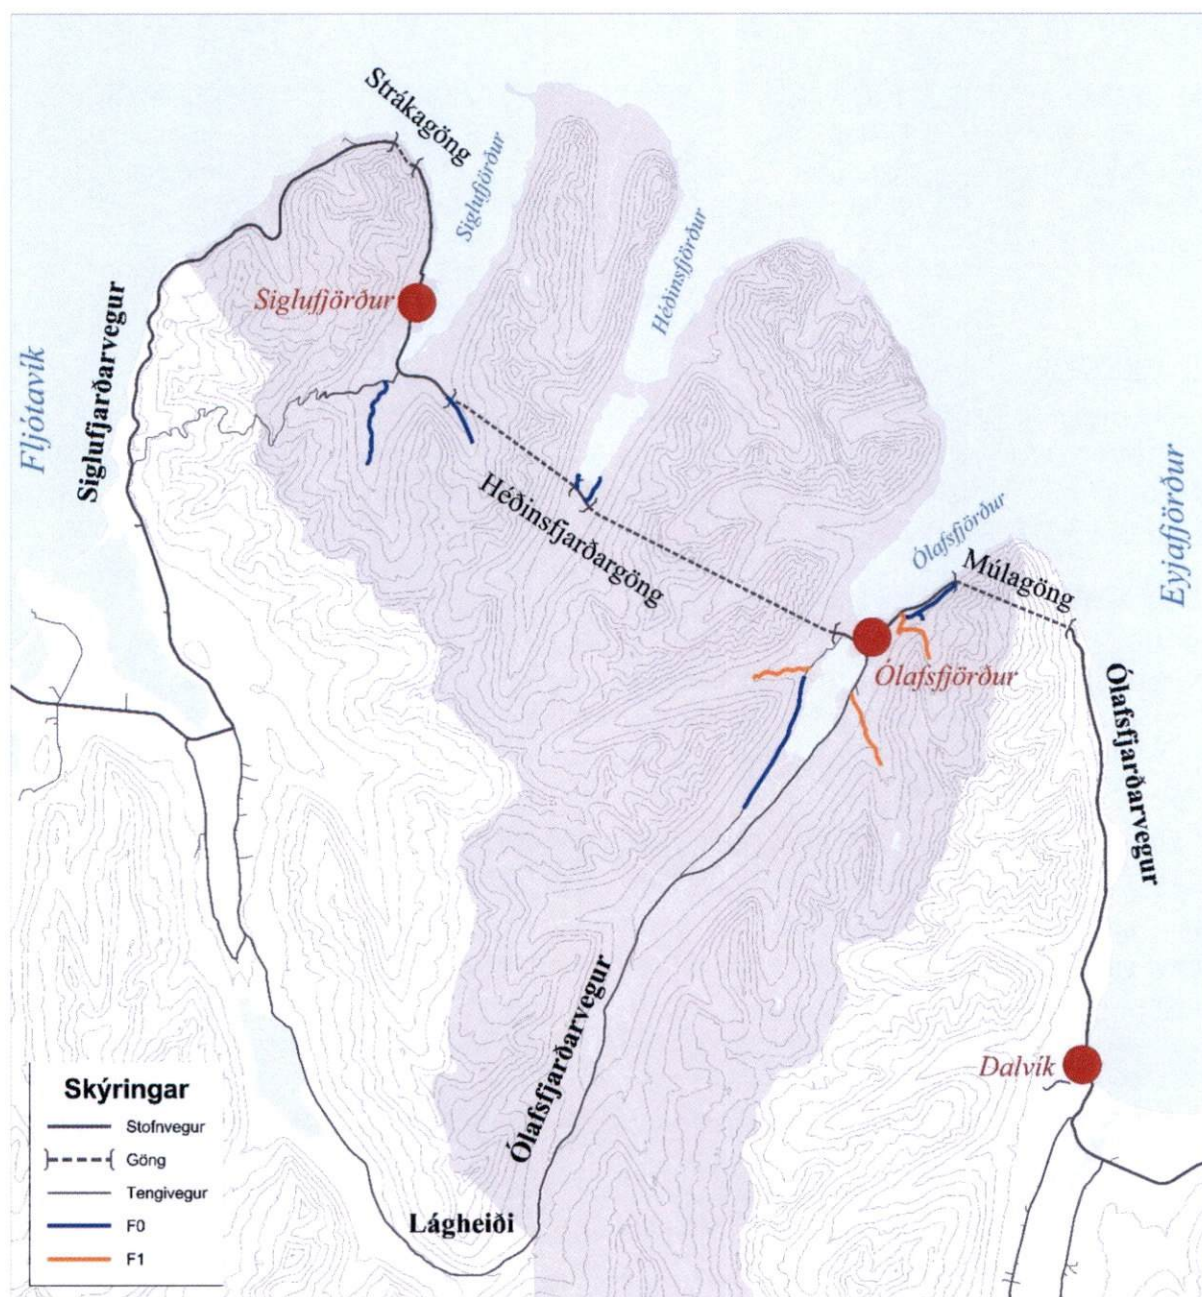 Strákagöng
Siglufjörður
Héðinsfjörður
Siglufjörður
Siglufjarðarvegur
Fljótavík
Héðinsfjarðargöng
Ólafsfjörður
Múlagöng
Eyjafjörður
Ólafsfjörður
Ólafsfjarðarvegur
Ólafsfjarðarvegur
Dalvík
Lágheiði
Skýringar
Stofnvegur
Göng
Tengivegur
F0
F1